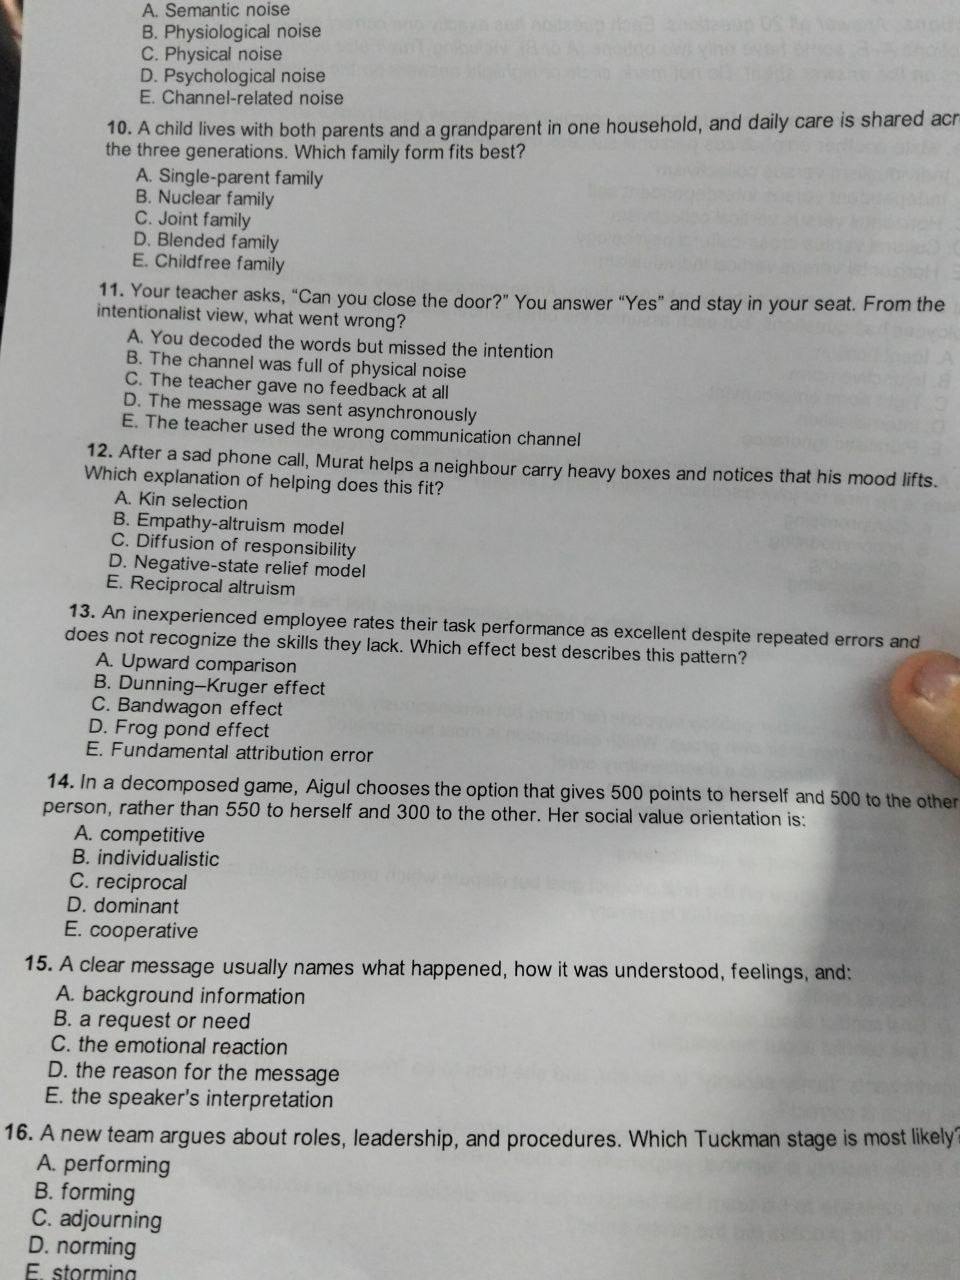 A. Semantic noise
B. Physiological noise
C. Physical noise
D. Psychological noise
E. Channel-related noise
10. A child lives with both parents and a grandparent in one household, and daily care is shared acr
the three generations. Which family form fits best?
A. Single-parent family
B. Nuclear family
C. Joint family
D. Blended family
E. Childfree family
11. Your teacher asks, “Can you close the door?” You answer “Yes” and stay in your seat. From the
intentionalist view, what went wrong?
A. You decoded the words but missed the intention
B. The channel was full of physical noise
C. The teacher gave no feedback at all
D. The message was sent asynchronously
E. The teacher used the wrong communication channel
12. After a sad phone call, Murat helps a neighbour carry heavy boxes and notices that his mood lifts.
Which explanation of helping does this fit?
A. Kin selection
B. Empathy-altruism model
C. Diffusion of responsibility
D. Negative-state relief model
E. Reciprocal altruism
13. An inexperienced employee rates their task performance as excellent despite repeated errors and
does not recognize the skills they lack. Which effect best describes this pattern?
A. Upward comparison
B. Dunning–Kruger effect
C. Bandwagon effect
D. Frog pond effect
E. Fundamental attribution error
14. In a decomposed game, Aigul chooses the option that gives 500 points to herself and 500 to the other
person, rather than 550 to herself and 300 to the other. Her social value orientation is:
A. competitive
B. individualistic
C. reciprocal
D. dominant
E. cooperative
15. A clear message usually names what happened, how it was understood, feelings, and:
A. background information
B. a request or need
C. the emotional reaction
D. the reason for the message
E. the speaker's interpretation
16. A new team argues about roles, leadership, and procedures. Which Tuckman stage is most likely?
A. performing
B. forming
C. adjourning
D. norming
E. storming